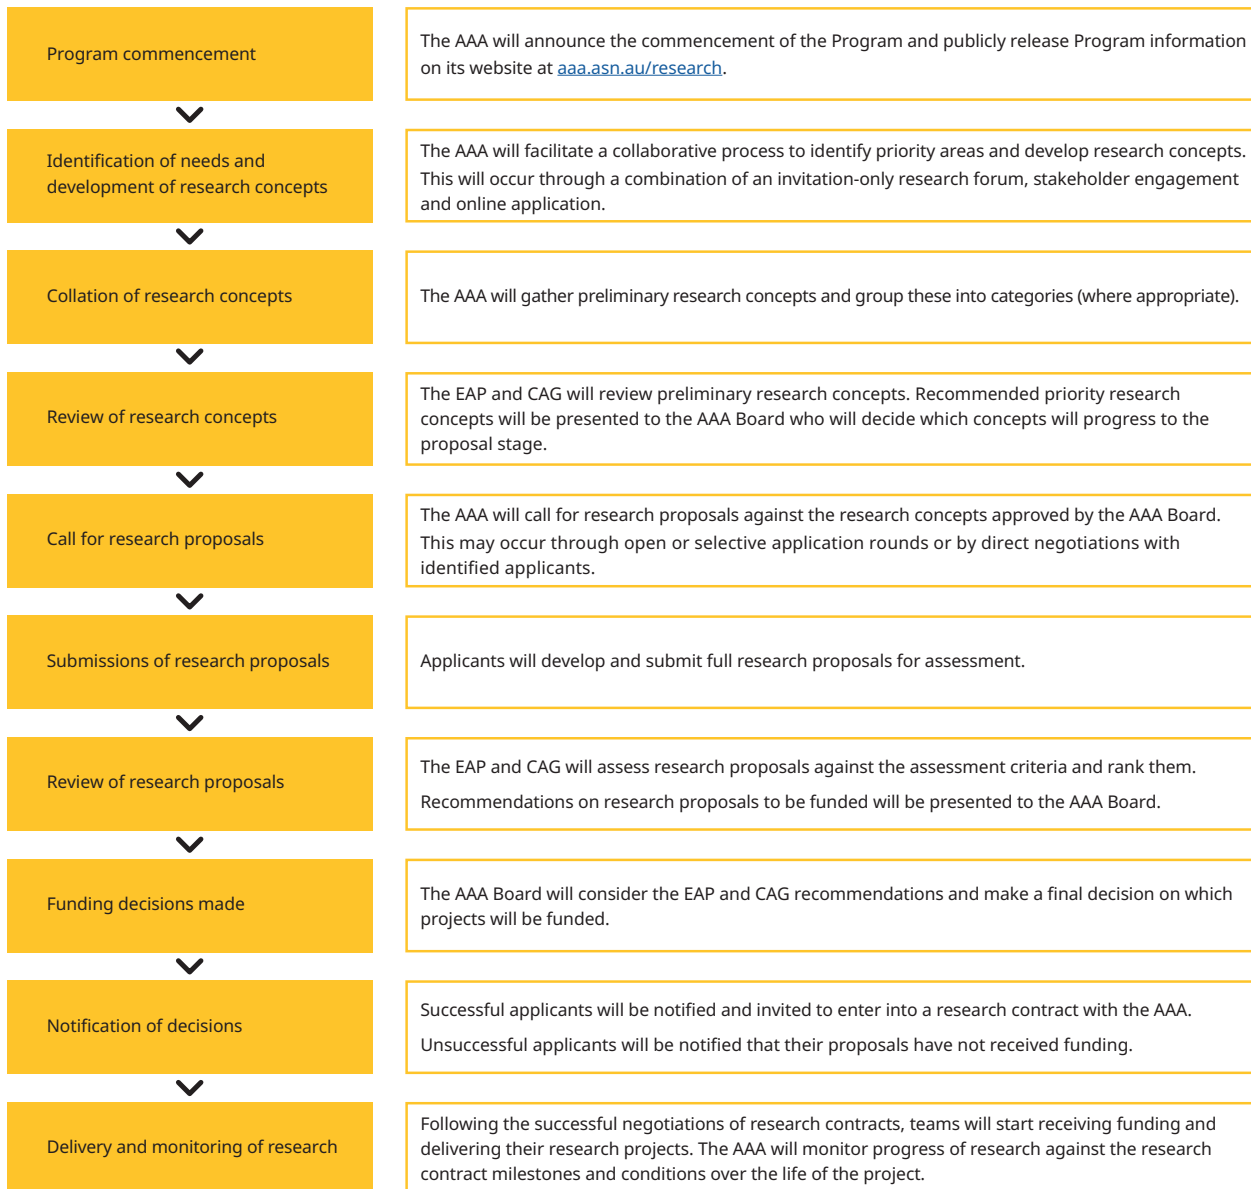 Program commencement
The AAA will announce the commencement of the Program and publicly release Program information
on its website at aaa.asn.au/research.
Identification of needs and
development of research concepts
The AAA will facilitate a collaborative process to identify priority areas and develop research concepts.
This will occur through a combination of an invitation-only research forum, stakeholder engagement
and online application.
Collation of research concepts
The AAA will gather preliminary research concepts and group these into categories (where appropriate).
Review of research concepts
The EAP and CAG will review preliminary research concepts. Recommended priority research
concepts will be presented to the AAA Board who will decide which concepts will progress to the
proposal stage.
Call for research proposals
The AAA will call for research proposals against the research concepts approved by the AAA Board.
This may occur through open or selective application rounds or by direct negotiations with
identified applicants.
Submissions of research proposals
Applicants will develop and submit full research proposals for assessment.
Review of research proposals
The EAP and CAG will assess research proposals against the assessment criteria and rank them.
Recommendations on research proposals to be funded will be presented to the AAA Board.
Funding decisions made
The AAA Board will consider the EAP and CAG recommendations and make a final decision on which
projects will be funded.
Notification of decisions
Successful applicants will be notified and invited to enter into a research contract with the AAA.
Unsuccessful applicants will be notified that their proposals have not received funding.
Delivery and monitoring of research
Following the successful negotiations of research contracts, teams will start receiving funding and
delivering their research projects. The AAA will monitor progress of research against the research
contract milestones and conditions over the life of the project.